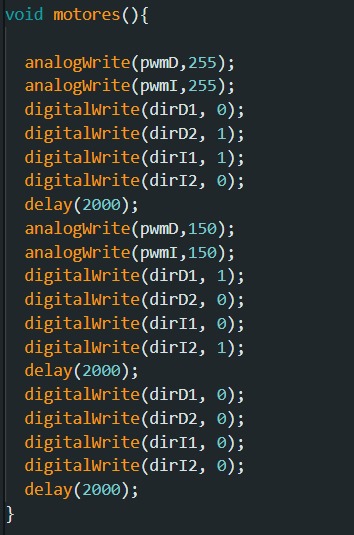 void motores(){
analogWrite(pwmD,255);
analogWrite(pwmI,255);
digitalWrite(dirD1, 0);
digitalWrite(dirD2, 1);
digitalWrite(dirI1, 1);
digitalWrite(dirI2, 0);
delay(2000);
analogWrite(pwmD,150);
analogWrite(pwmI,150);
digitalWrite(dirD1, 1);
digitalWrite(dirD2, 0);
digitalWrite(dirI1, 0);
digitalWrite(dirI2, 1);
delay(2000);
digitalWrite(dirD1, 0);
digitalWrite(dirD2, 0);
digitalWrite(dirI1, 0);
digitalWrite(dirI2, 0);
delay(2000);
}